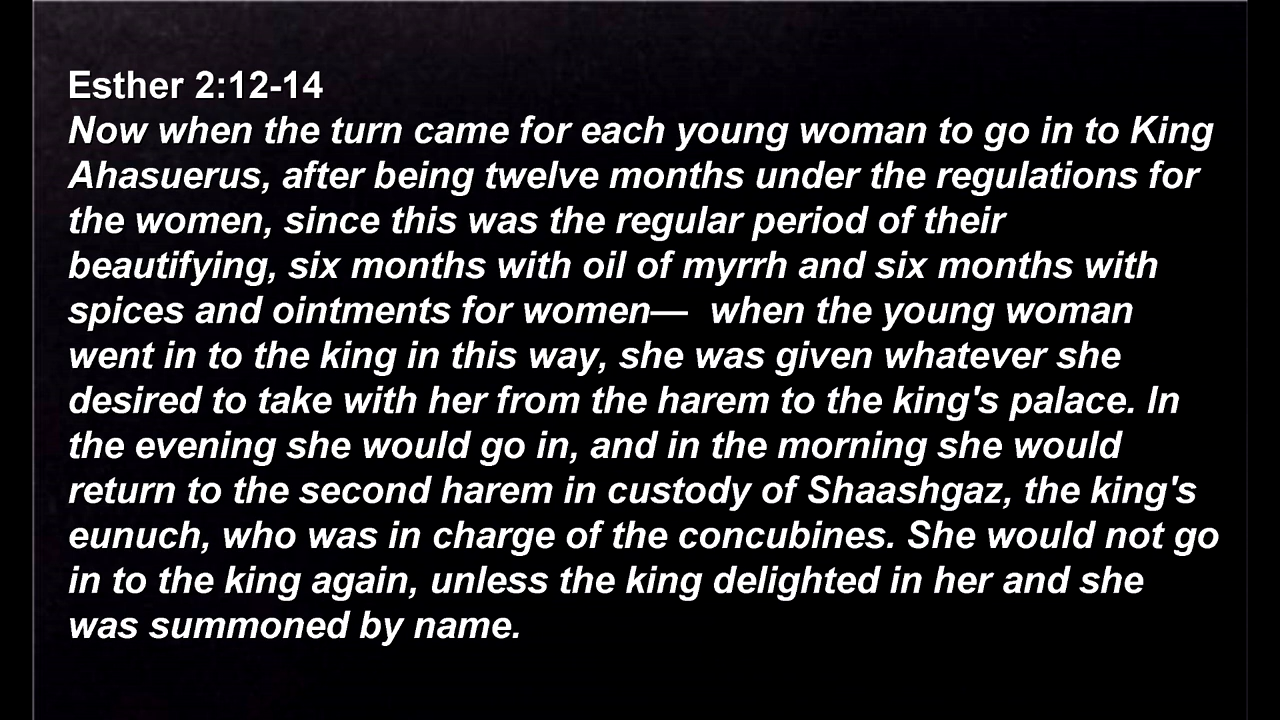 Esther 2:12-14
Now when the turn came for each young woman to go in to King
Ahasuerus, after being twelve months under the regulations for
the women, since this was the regular period of their
beautifying, six months with oil of myrrh and six months with
spices and ointments for women—  when the young woman
went in to the king in this way, she was given whatever she
desired to take with her from the harem to the king's palace. In
the evening she would go in, and in the morning she would
return to the second harem in custody of Shaashgaz, the king's
eunuch, who was in charge of the concubines. She would not go
in to the king again, unless the king delighted in her and she
was summoned by name.